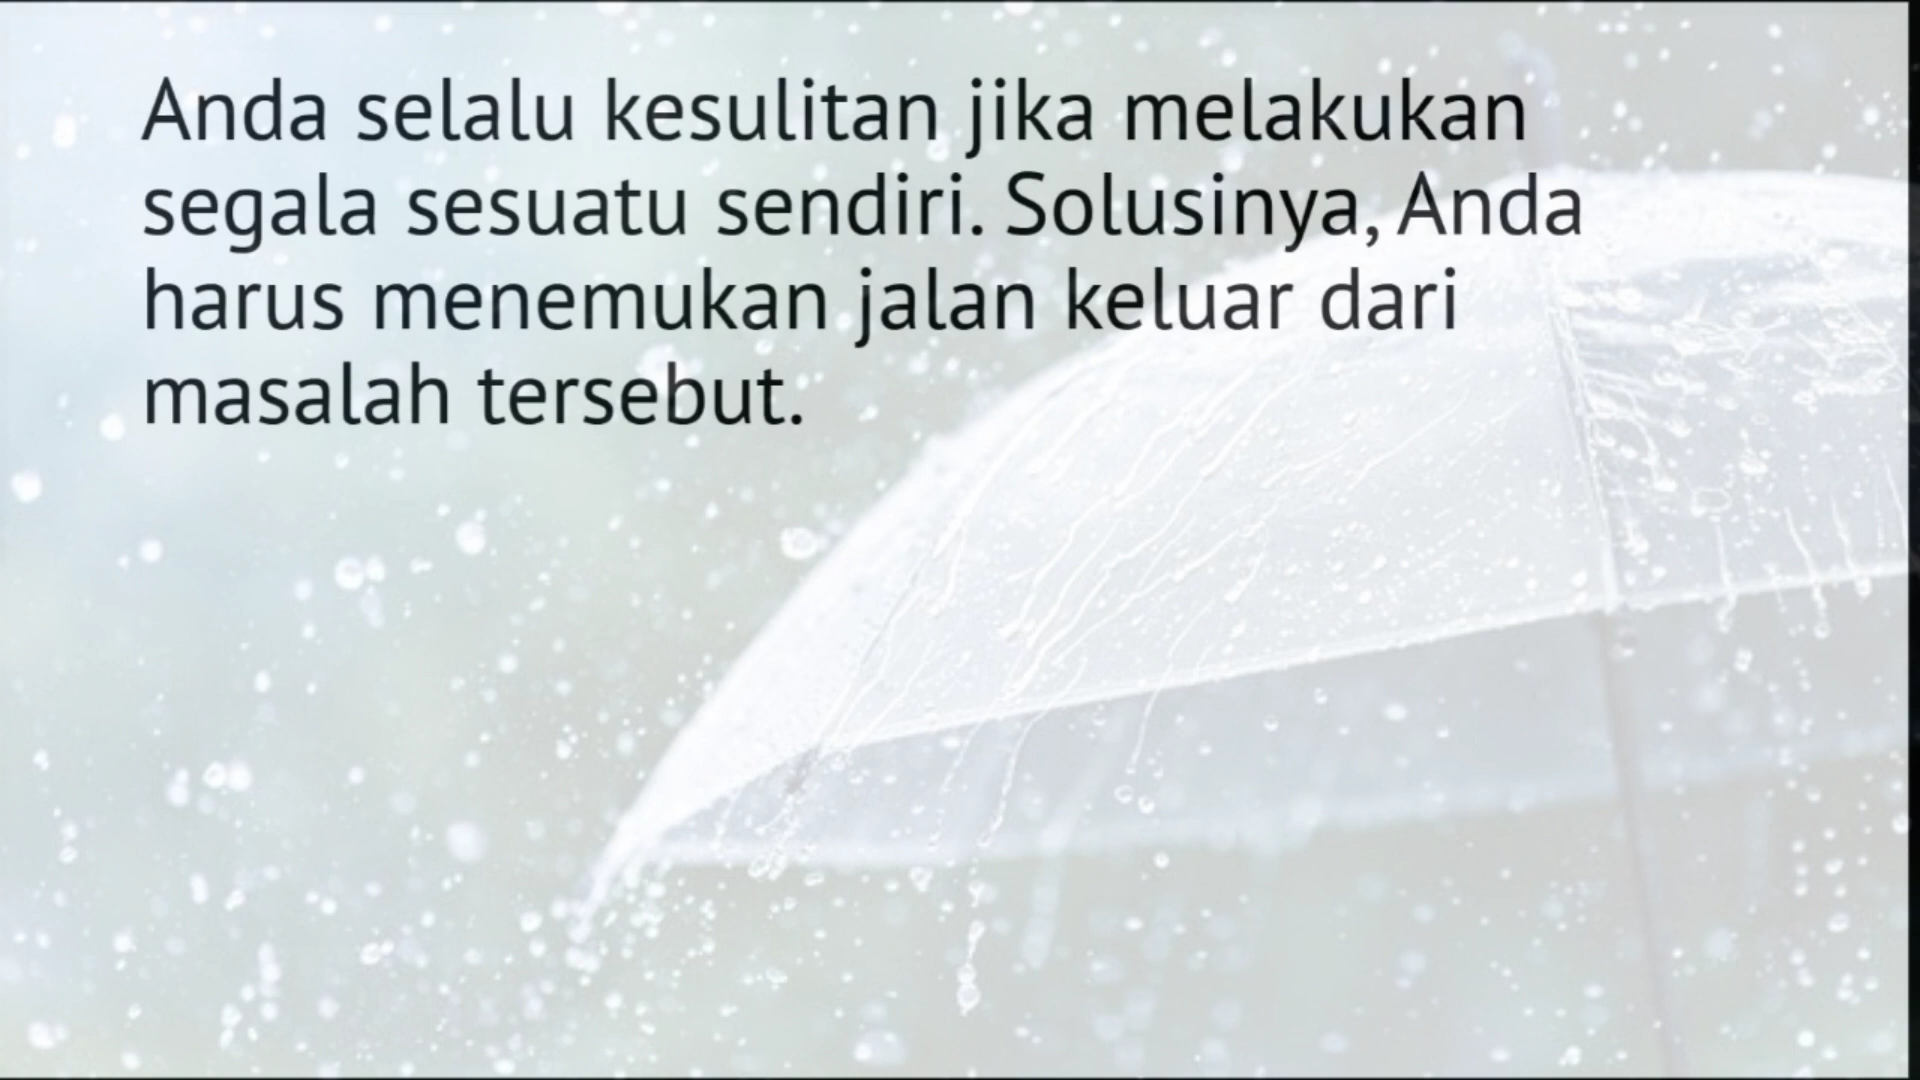 Anda selalu kesulitan jika melakukan
segala sesuatu sendiri. Solusinya, Anda
harus menemukan jalan keluar dari
masalah tersebut.